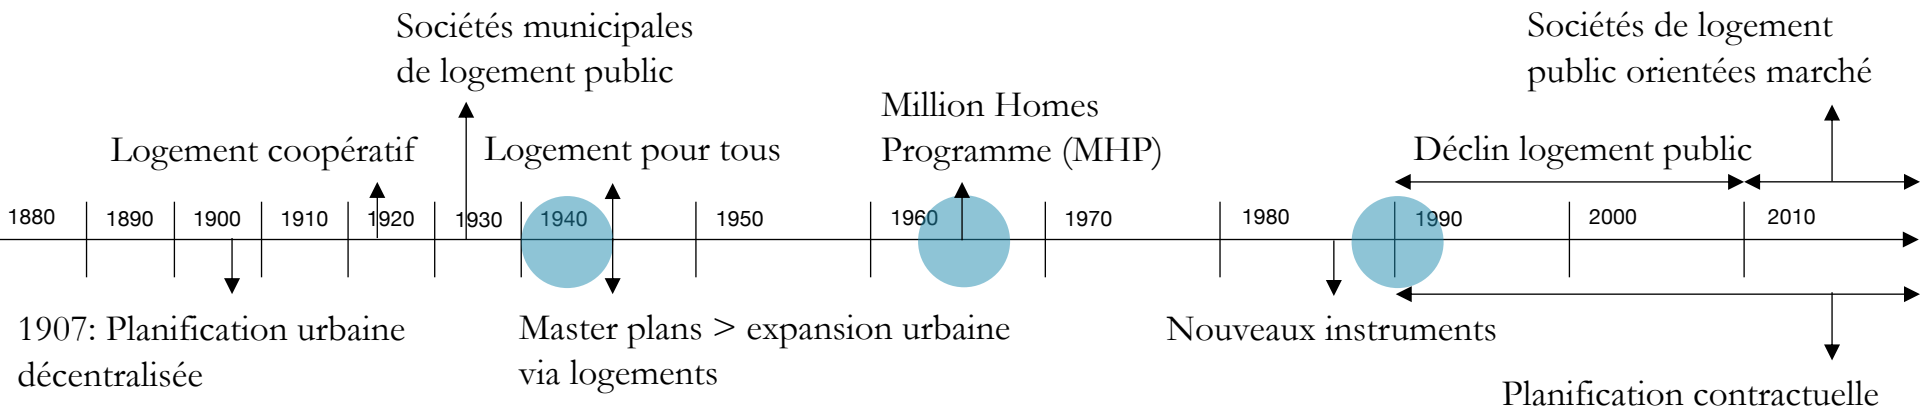 Sociétés municipales
de logement public
Sociétés de logement
public orientées marché
Million Homes
Programme (MHP)
Logement coopératif
Logement pour tous
Déclin logement public
1880
1890
1900
1910
1920
1930
1940
1950
1960
1970
1980
1990
2000
2010
1907: Planification urbaine
décentralisée
Master plans > expansion urbaine
via logements
Nouveaux instruments
Planification contractuelle